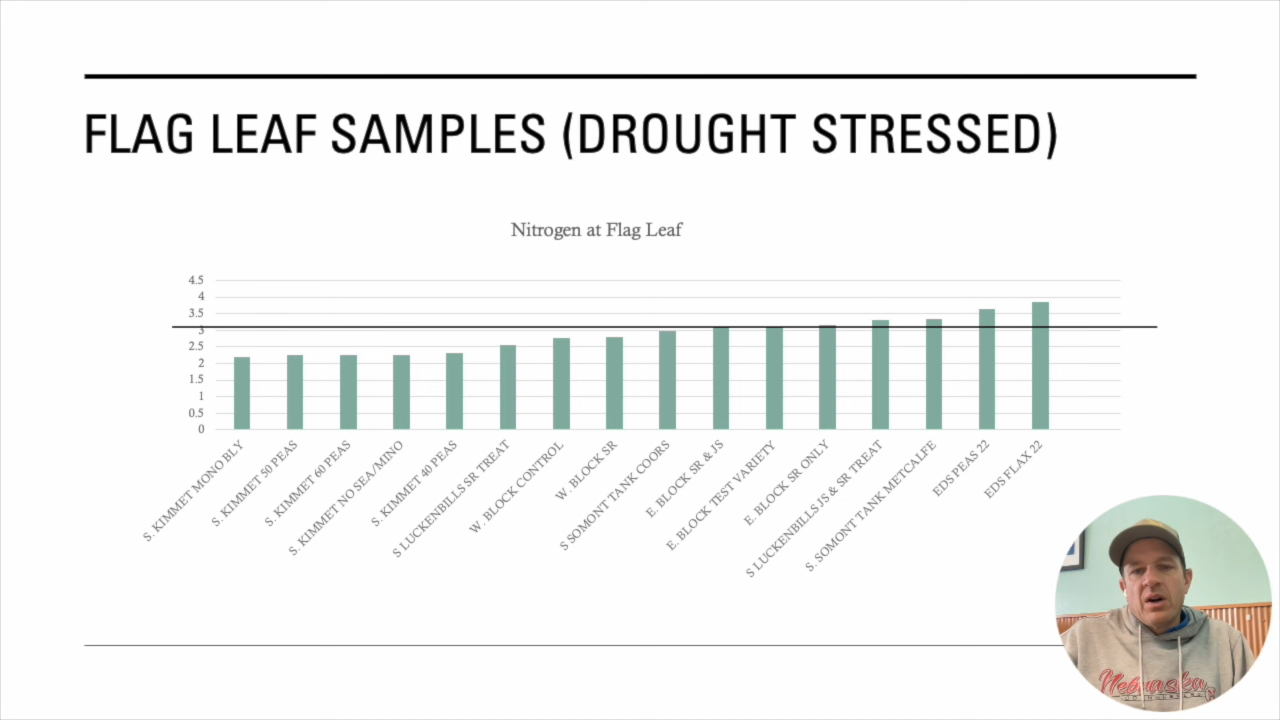 FLAG LEAF SAMPLES (DROUGHT STRESSED)
Nitrogen at Flag Leaf
4.5
4
3.5
3
2.5
2
1.5
1
0.5
0
S. KIMMET MONO BLY
S. KIMMET 50 PEAS
S. KIMMET 60 PEAS
S. KIMMET NO SEA/MINO
S. KIMMET 40 PEAS
S LUCKENBILLS SR TREAT
W. BLOCK CONTROL
W. BLOCK SR
S SOMONT TANK COORS
E. BLOCK SR & JS
E. BLOCK TEST VARIETY
E. BLOCK SR ONLY
S LUCKENBILLS JS & SR TREAT
S. SOMONT TANK METCALFE
EDS PEAS 22
EDS FLAX 22
Nebraska